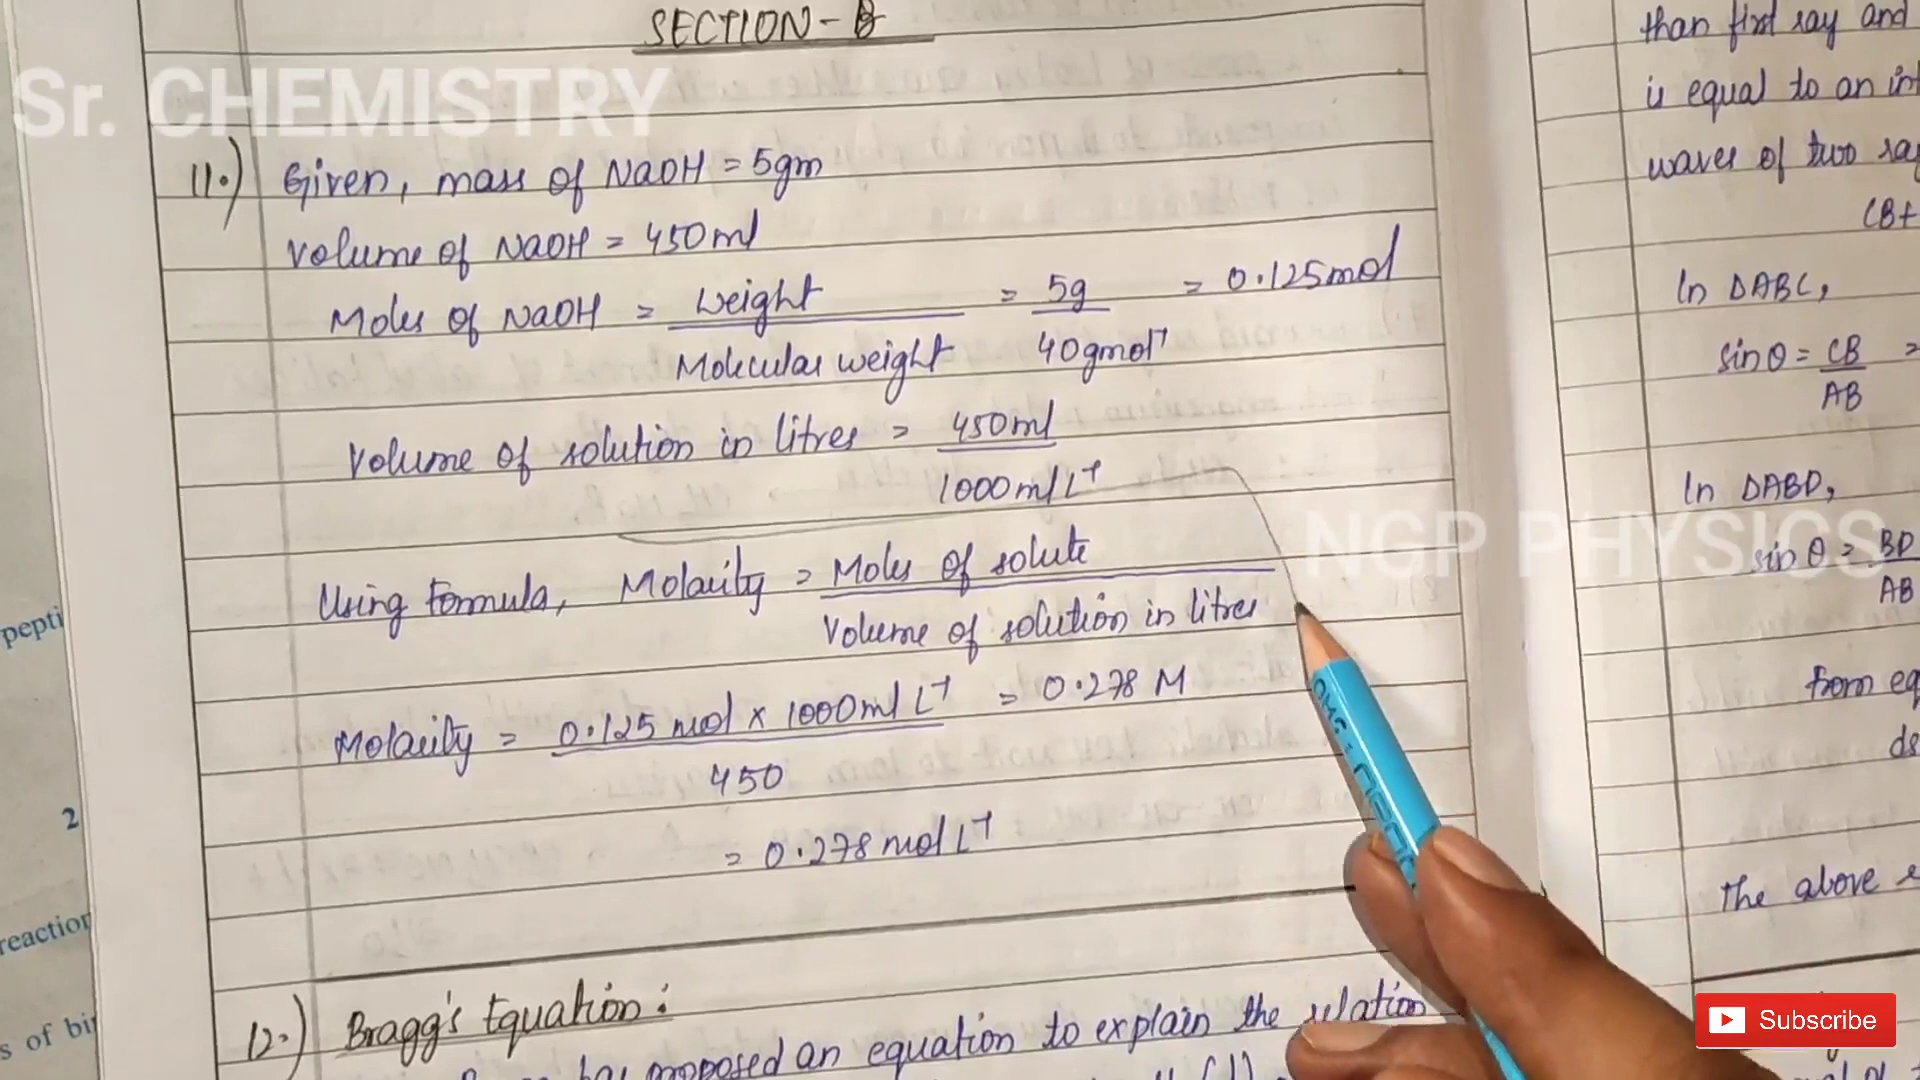 SECTION - B
Sr. CHEMISTRY
11.) Given, mass of NaOH = 5gm
Volume of NaOH = 450ml
Moles of NaOH = Weight / Molecular weight = 5g / 40gmol⁻¹ = 0.125mol
Volume of solution in litres = 450ml / 1000ml L⁻¹
Using formula, Molarity = Moles of solute / Volume of solution in litres
Molarity = 0.125 mol x 1000ml L⁻¹ / 450 = 0.278 M
= 0.278 mol L⁻¹
12.) Bragg's Equation:
proposed an equation to explain the relation
than first ray and
is equal to an
waves of two
CB+
In ΔABC,
sinθ = CB / AB =
In ΔABD,
NGP PHYSICS
sin θ = BD / AB
from
The above
pepti
2
reaction
s of bi
Subscribe